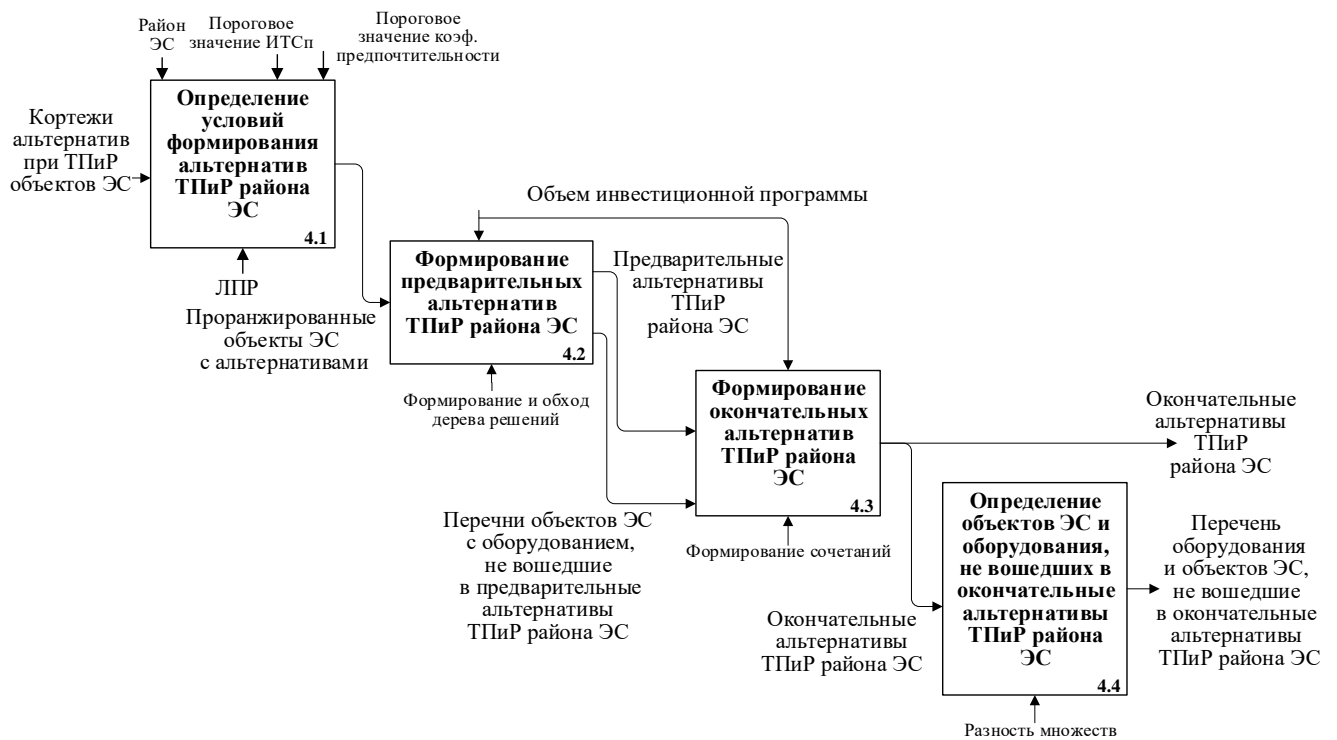 Район
ЭС
Пороговое
значение ИТСп
Пороговое
значение коэф.
предпочтительности
Кортежи
альтернатив
при ТПиР
объектов ЭС
Определение
условий
формирования
альтернатив
ТПиР района
ЭС
4.1
ЛПР
Проранжированные
объекты ЭС
с альтернативами
Объем инвестиционной программы
Формирование
предварительных
альтернатив
ТПиР района ЭС
4.2
Формирование и обход
дерева решений
Предварительные
альтернативы
ТПиР
района ЭС
Перечни объектов ЭС
с оборудованием,
не вошедшие
в предварительные
альтернативы
ТПиР района ЭС
Формирование
окончательных
альтернатив
ТПиР района
ЭС
4.3
Формирование сочетаний
Окончательные
альтернативы
ТПиР
района ЭС
Окончательные
альтернативы
ТПиР района ЭС
Определение
объектов ЭС и
оборудования,
не вошедших в
окончательные
альтернативы
ТПиР района
ЭС
4.4
Разность множеств
Перечень
оборудования
и объектов ЭС,
не вошедшие
в окончательные
альтернативы
ТПиР района ЭС